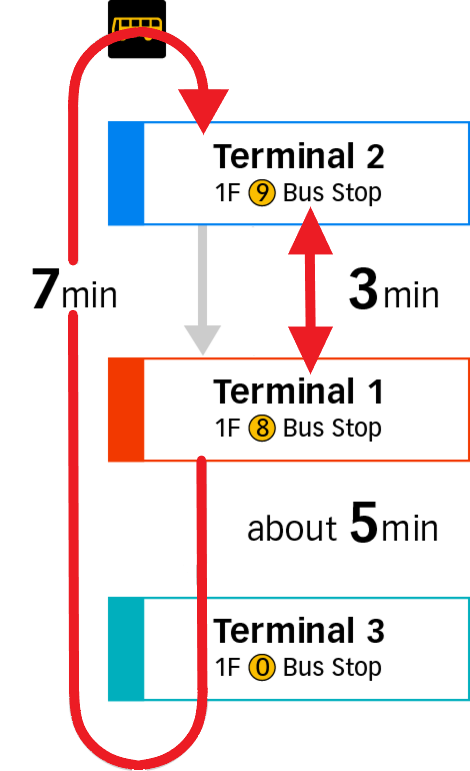 Terminal 2
1F 9 Bus Stop
7min
3min
Terminal 1
1F 8 Bus Stop
about 5min
Terminal 3
1F 0 Bus Stop